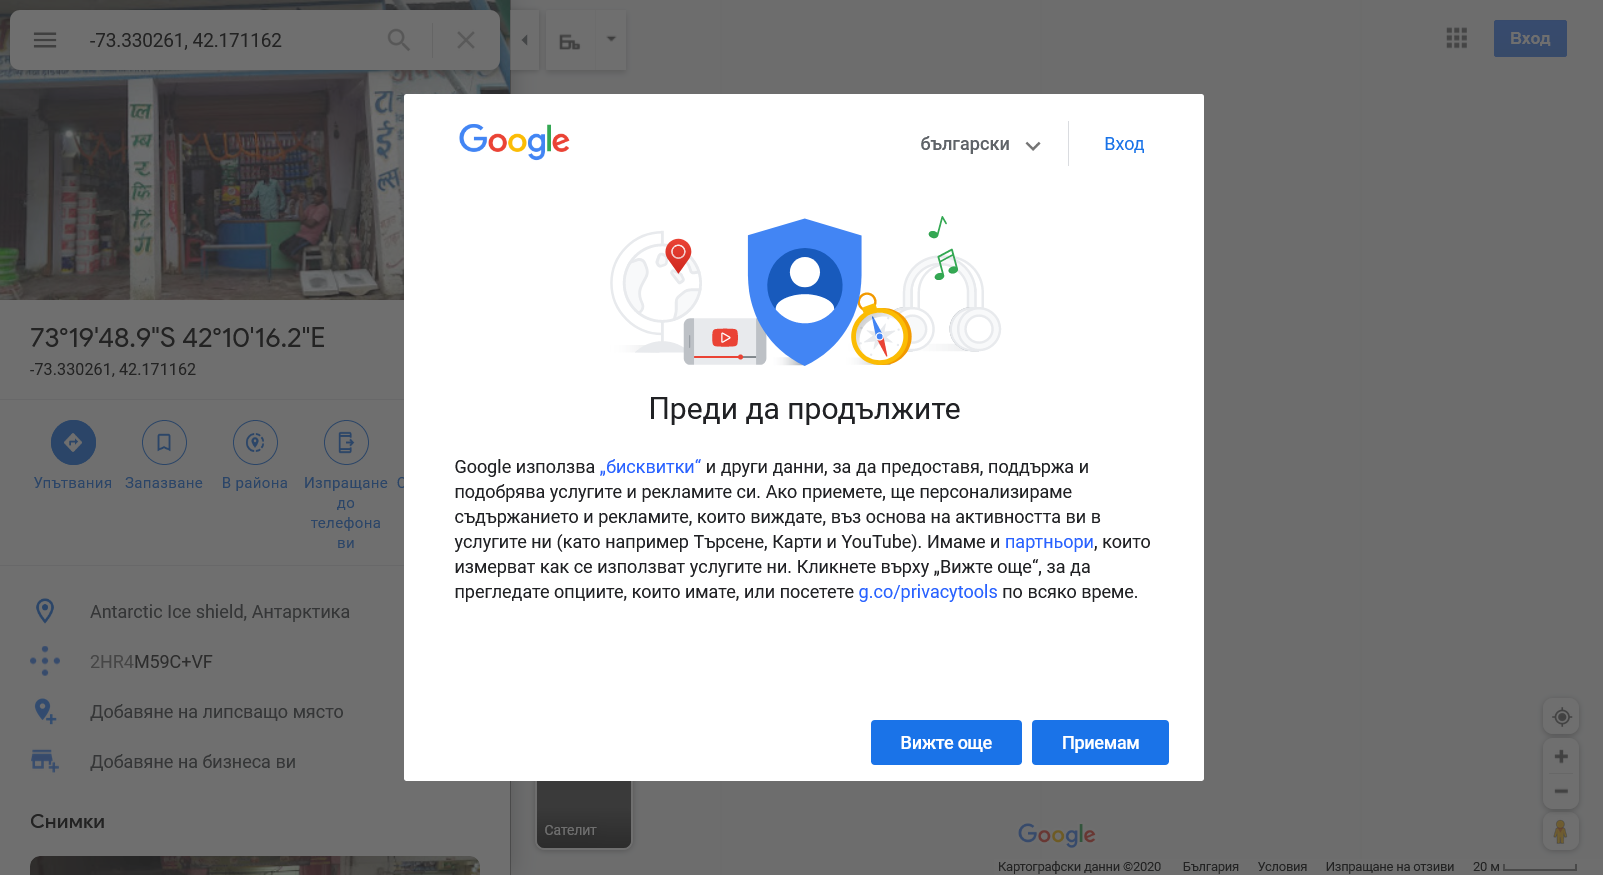 -73.330261, 42.171162
Вход
Google
български
Вход
73°19'48.9"S 42°10'16.2"E
-73.330261, 42.171162
Упътвания
Запазване
В района
Изпращане
до
телефона
ви
Antarctic Ice shield, Антарктика
2HR4M59C+VF
Добавяне на липсващо място
Добавяне на бизнеса ви
Снимки
Преди да продължите
Google използва „бисквитки“ и други данни, за да предоставя, поддържа и
подобрява услугите и рекламите си. Ако приемете, ще персонализираме
съдържанието и рекламите, които виждате, въз основа на активността ви в
услугите ни (като например Търсене, Карти и YouTube). Имаме и партньори, които
измерват как се използват услугите ни. Кликнете върху „Вижте още“, за да
прегледате опциите, които имате, или посетете g.co/privacytools по всяко време.
Вижте още
Приемам
Сателит
Google
Картографски данни ©2020
България
Условия
Изпращане на отзиви
20 м